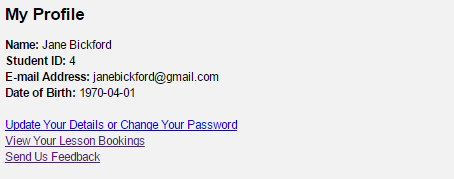 My Profile
Name: Jane Bickford
Student ID: 4
E-mail Address: janebickford@gmail.com
Date of Birth: 1970-04-01
Update Your Details or Change Your Password
View Your Lesson Bookings
Send Us Feedback